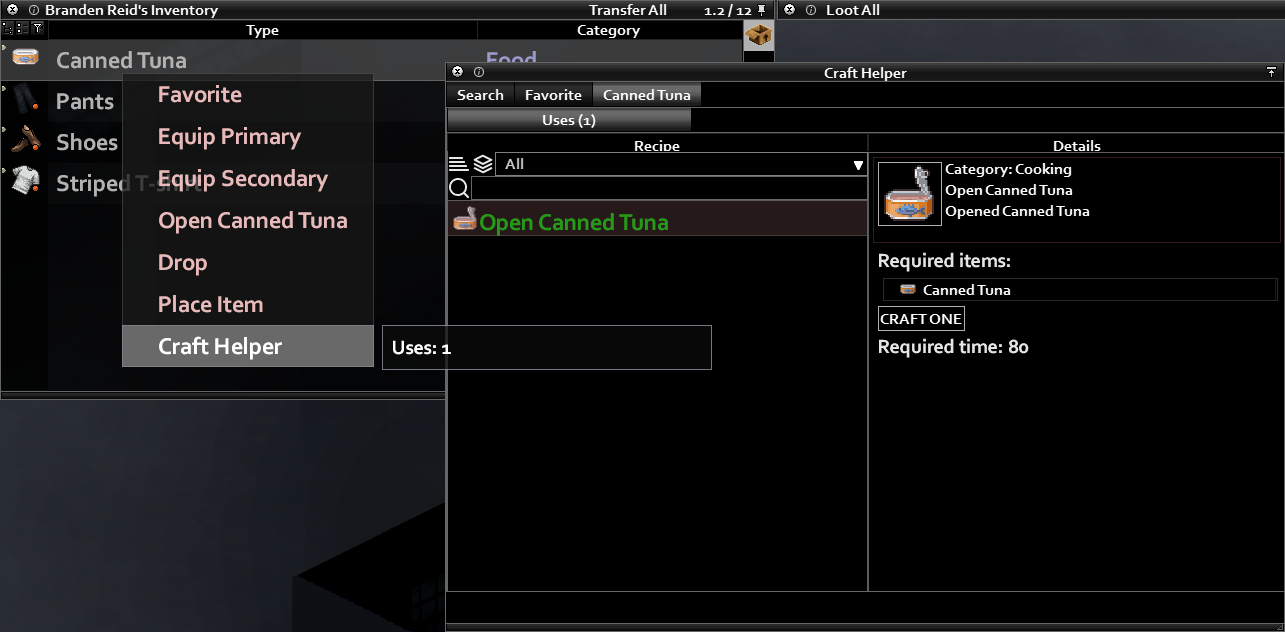 Branden Reid's Inventory
Transfer All
1.2 / 12
Loot All
Type
Category
Canned Tuna
Food
Pants
Shoes
Striped T-shirt
Favorite
Equip Primary
Equip Secondary
Open Canned Tuna
Drop
Place Item
Craft Helper
Uses: 1
Craft Helper
Search
Favorite
Canned Tuna
Uses (1)
Recipe
All
Open Canned Tuna
Details
Category: Cooking
Open Canned Tuna
Opened Canned Tuna
Required items:
Canned Tuna
CRAFT ONE
Required time: 80